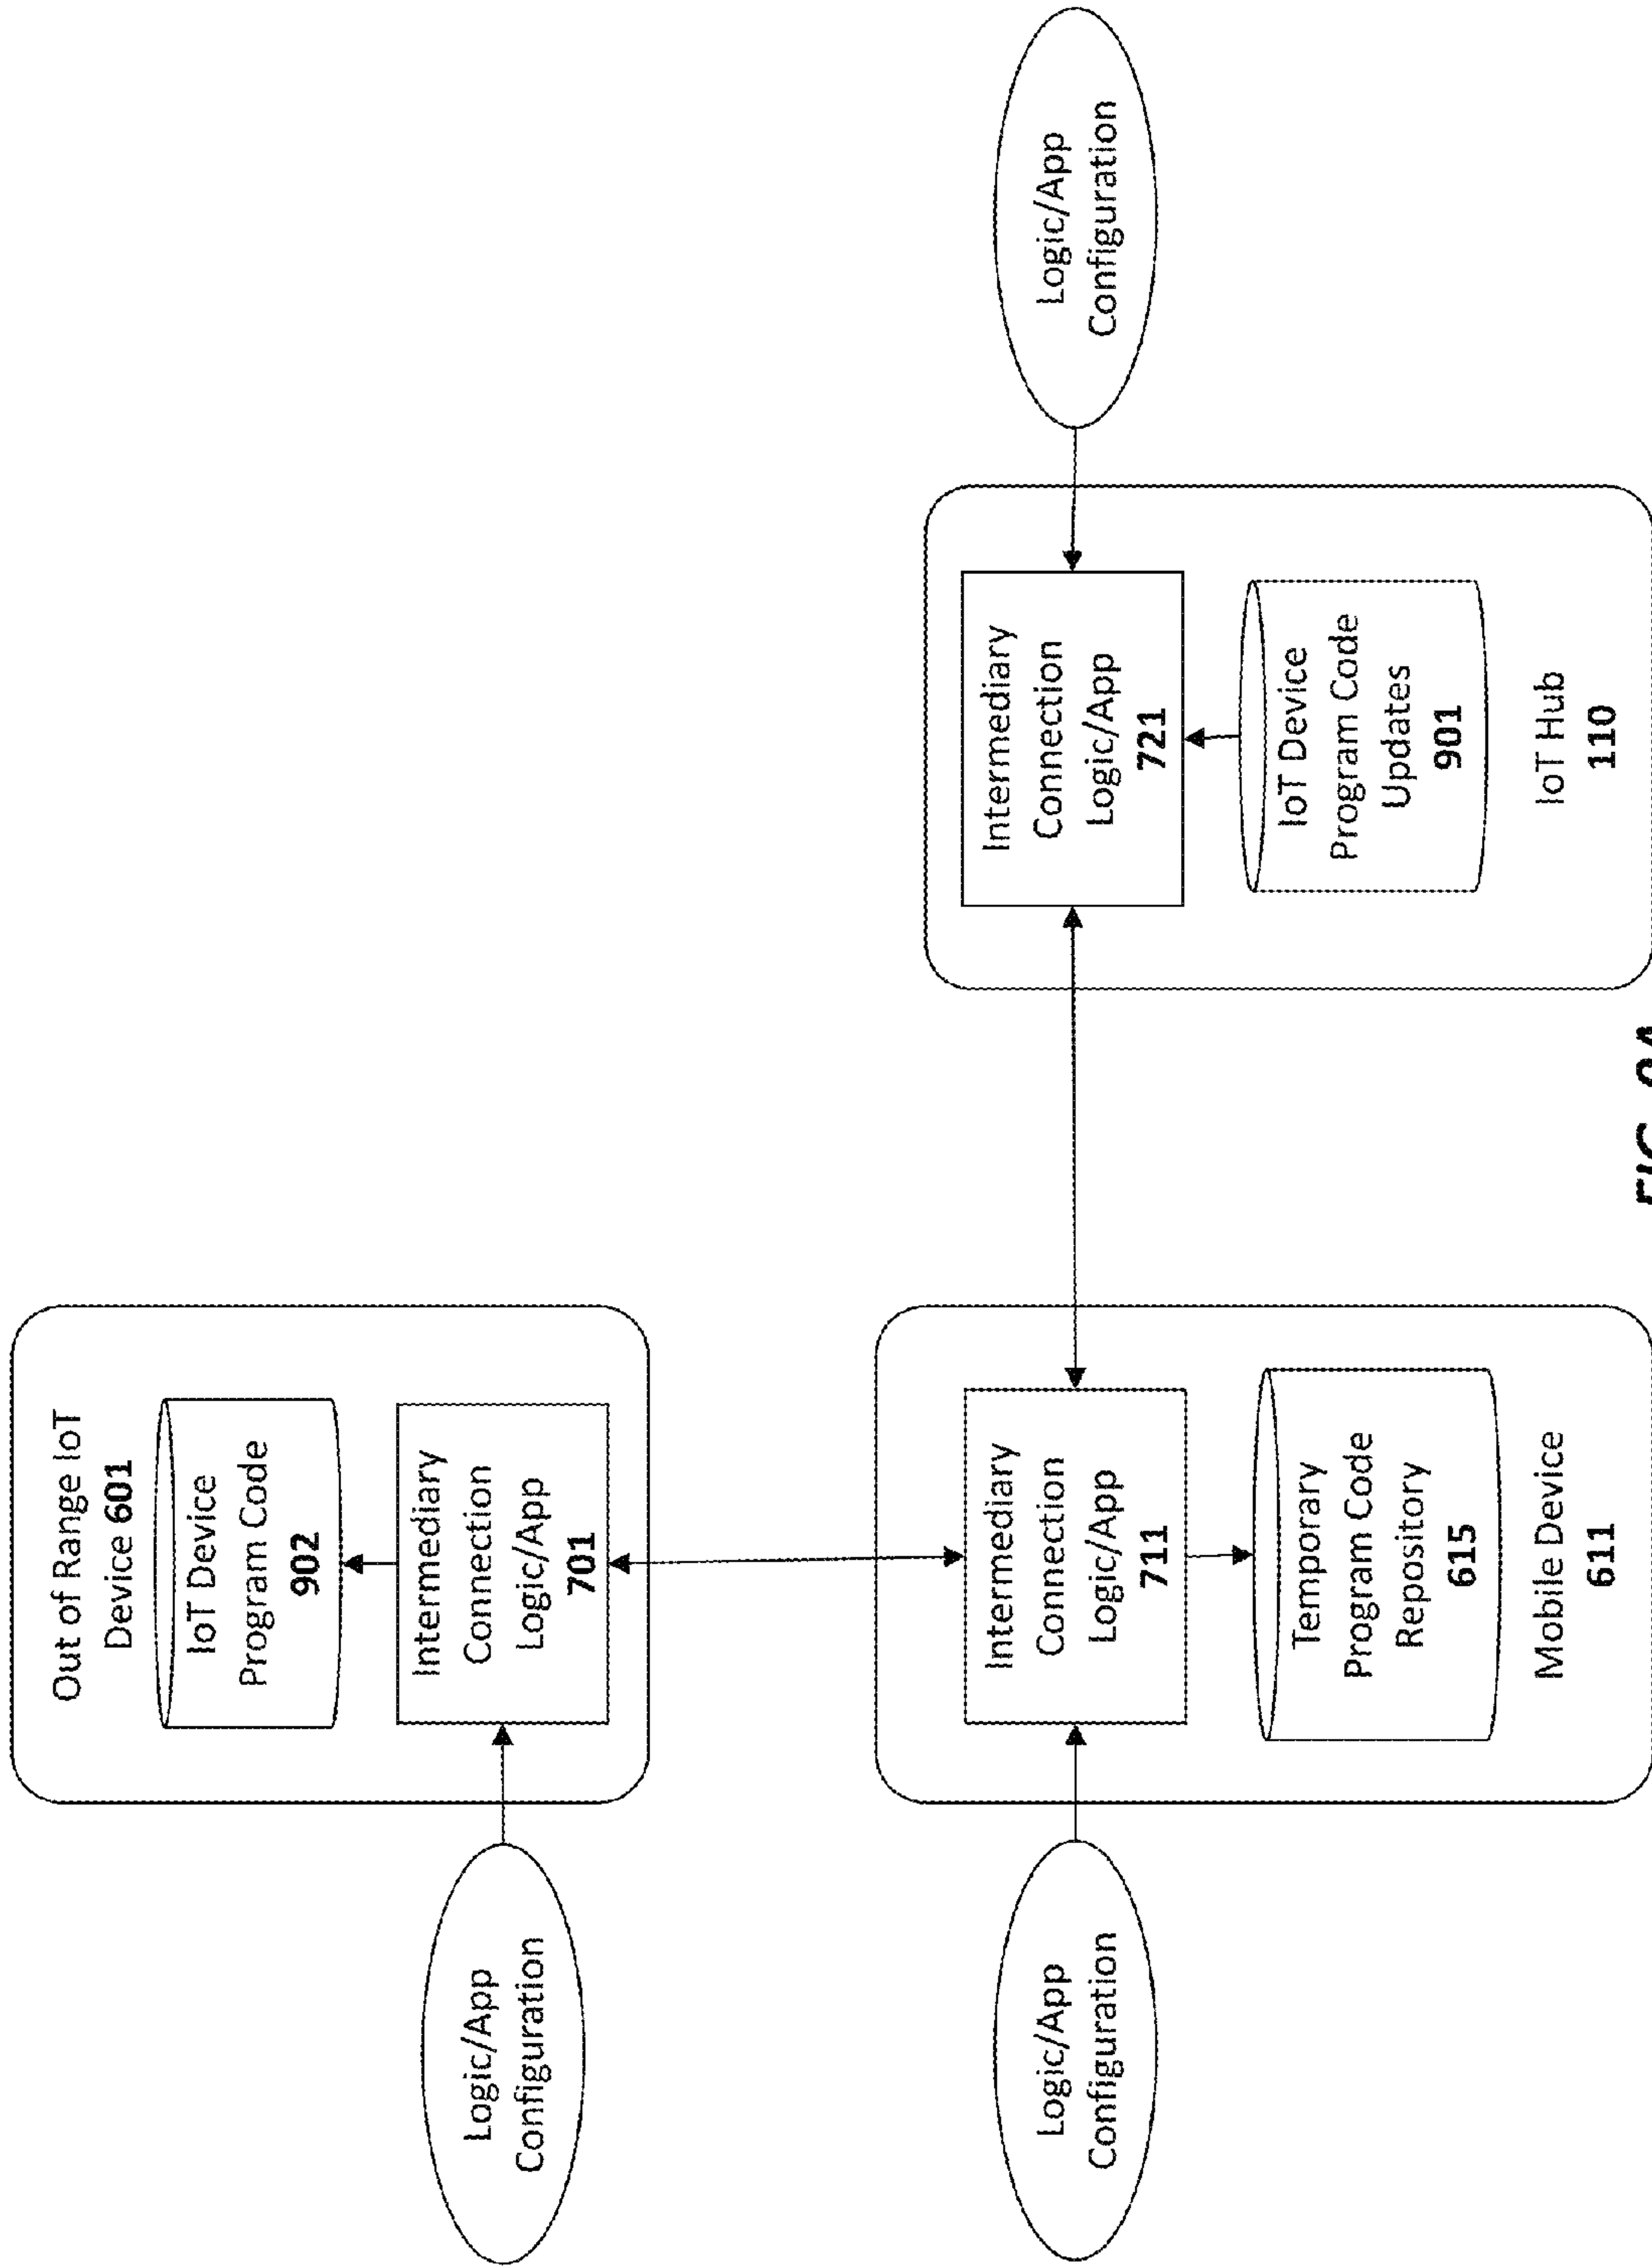 Out of Range IoT
Device 601
IoT Device
Program Code
902
Intermediary
Connection
Logic/App
701
Logic/App
Configuration
Logic/App
Configuration
Intermediary
Connection
Logic/App
711
Temporary
Program Code
Repository
615
Mobile Device
611
Intermediary
Connection
Logic/App
721
IoT Device
Program Code
Updates
901
IoT Hub
110
Logic/App
Configuration
FIG. 9A